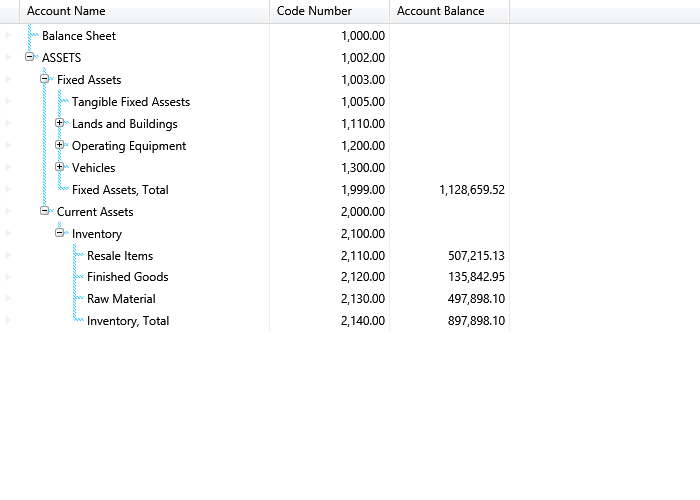 Account Name Code Number Account Balance
Balance Sheet 1,000.00
ASSETS 1,002.00
Fixed Assets 1,003.00
Tangible Fixed Assests 1,005.00
Lands and Buildings 1,110.00
Operating Equipment 1,200.00
Vehicles 1,300.00
Fixed Assets, Total 1,999.00 1,128,659.52
Current Assets 2,000.00
Inventory 2,100.00
Resale Items 2,110.00 507,215.13
Finished Goods 2,120.00 135,842.95
Raw Material 2,130.00 497,898.10
Inventory, Total 2,140.00 897,898.10